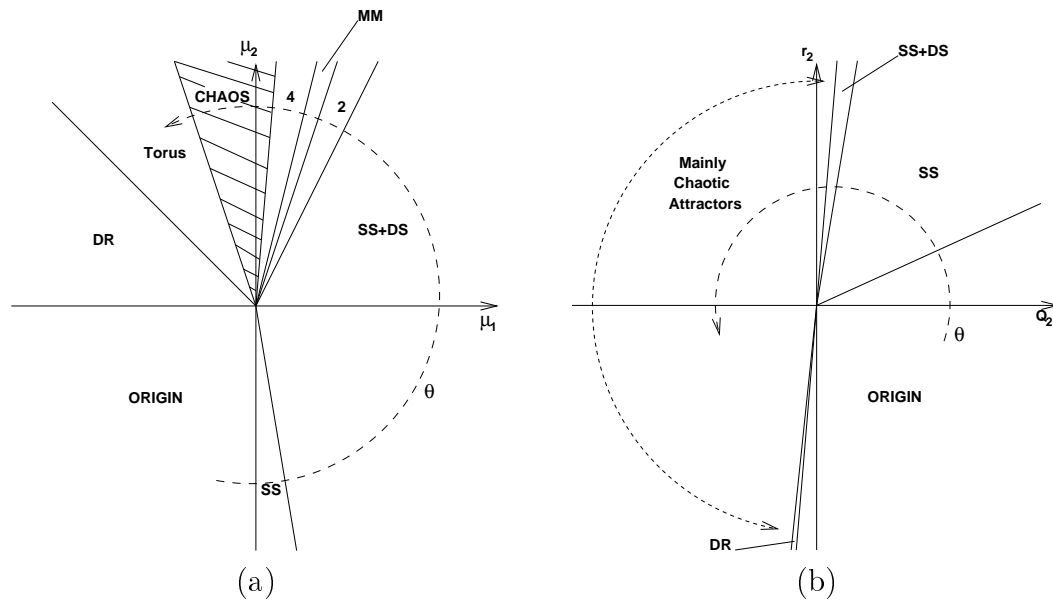 MM
μ2
CHAOS
4
2
Torus
DR
SS+DS
μ1
ORIGIN
θ
SS
(a)
r2
SS+DS
Mainly
Chaotic
Attractors
SS
Q2
θ
ORIGIN
DR
(b)